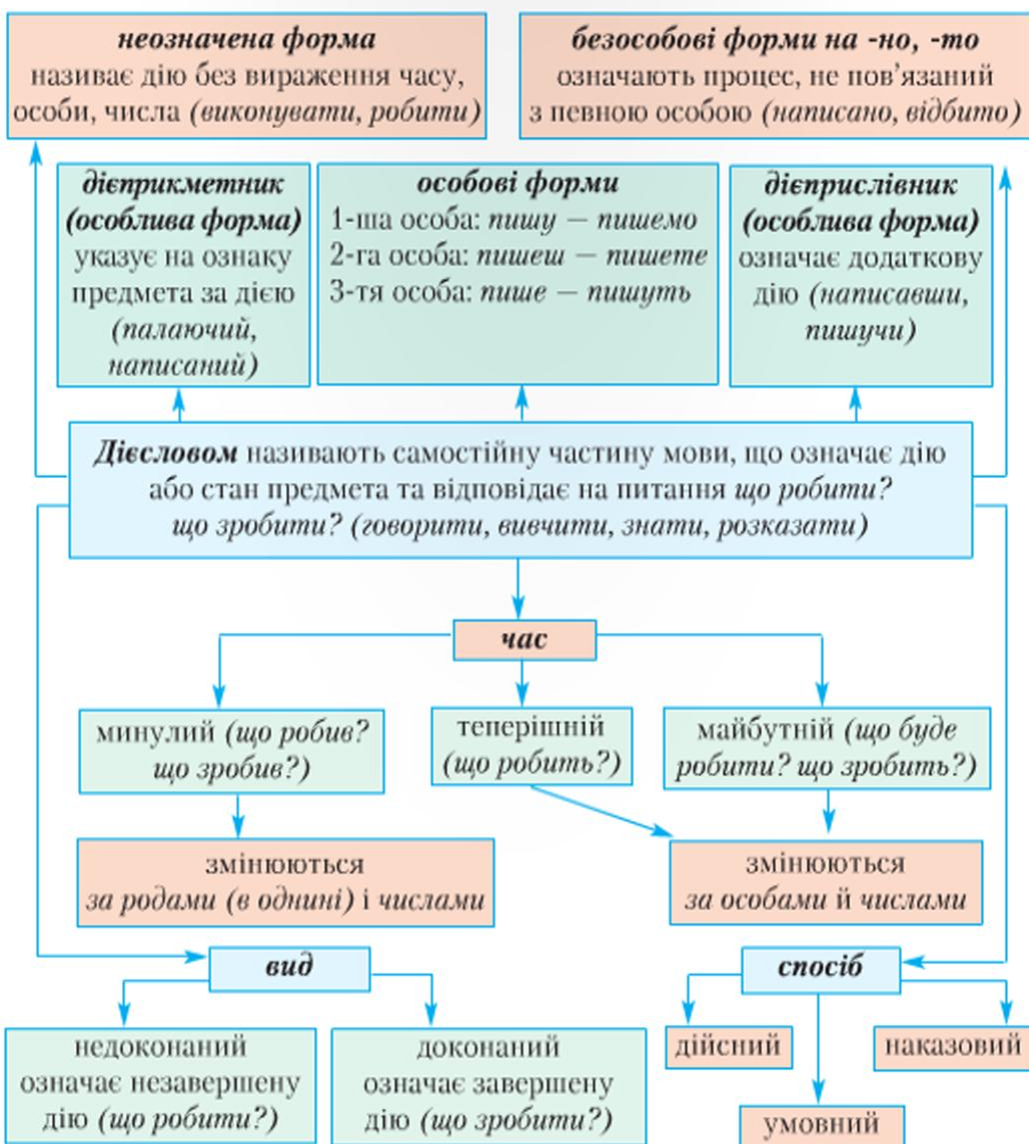 неозначена форма
називає дію без вираження часу,
особи, числа (виконувати, робити)
безособові форми на -но, -то
означають процес, не пов’язаний
з певною особою (написано, відбито)
дієприкметник
(особлива форма)
указує на ознаку
предмета за дією
(палаючий,
написаний)
особові форми
1-ша особа: пишу — пишемо
2-га особа: пишеш — пишете
3-тя особа: пише — пишуть
дієприслівник
(особлива форма)
означає додаткову
дію (написавши,
пишучи)
Дієсловом називають самостійну частину мови, що означає дію
або стан предмета та відповідає на питання що робити?
що зробити? (говорити, вивчити, знати, розказати)
час
минулий (що робив?
що зробив?)
теперішній
(що робить?)
майбутній (що буде
робити? що зробить?)
змінюються
за родами (в однині) і числами
змінюються
за особами й числами
вид
спосіб
недоконаний
означає незавершену
дію (що робити?)
доконаний
означає завершену
дію (що зробити?)
дійсний
наказовий
умовний